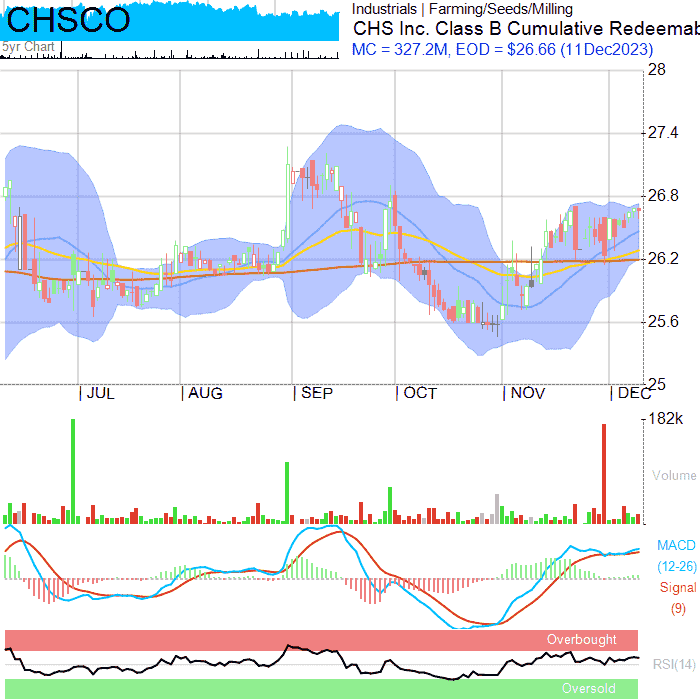 CHSCO
5yr Chart
Industrials | Farming/Seeds/Milling
CHS Inc. Class B Cumulative Redeemab
MC = 327.2M, EOD = $26.66 (11Dec2023)
28
27.4
26.8
26.2
25.6
25
| JUL | AUG | SEP | OCT | NOV | DEC
182k
Volume
MACD
(12-26)
Signal
(9)
Overbought
RSI(14)
Oversold